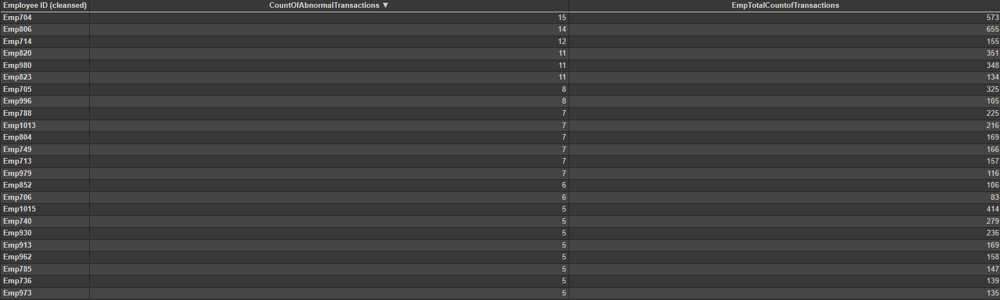 Employee ID (cleansed) CountOfAbnormalTransactions ▼ EmpTotalCountofTransactions
Emp704 15 573
Emp806 14 655
Emp714 12 155
Emp820 11 351
Emp980 11 348
Emp823 11 134
Emp705 8 325
Emp996 8 105
Emp788 7 225
Emp1013 7 216
Emp804 7 169
Emp749 7 166
Emp713 7 157
Emp979 7 116
Emp852 6 106
Emp706 6 83
Emp1015 5 414
Emp740 5 279
Emp930 5 236
Emp913 5 169
Emp962 5 158
Emp785 5 147
Emp736 5 139
Emp973 5 135